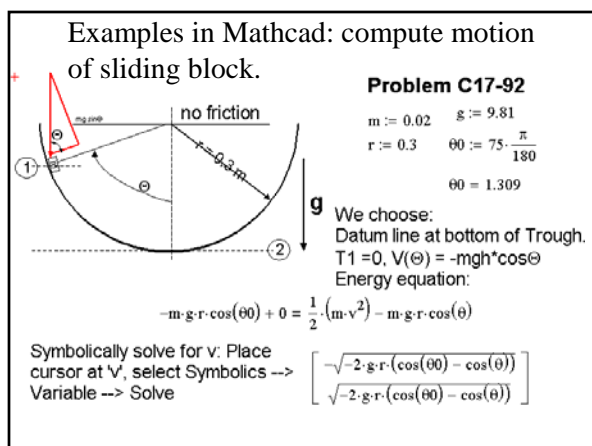 Examples in Mathcad: compute motion
of sliding block.
Problem C17-92
m := 0.02 g := 9.81
r := 0.3 θ0 := 75·π/180
θ0 = 1.309
mg sinΘ
no friction
Θ
1
r = 0.3 m
Θ
g
2
We choose:
Datum line at bottom of Trough.
T1 =0, V(Θ) = -mgh*cosΘ
Energy equation:
-m·g·r·cos(θ0) + 0 = 1/2·(m·v²) - m·g·r·cos(θ)
Symbolically solve for v: Place
cursor at 'v', select Symbolics -->
Variable --> Solve
[-√-2·g·r·(cos(θ0) - cos(θ))]
[√-2·g·r·(cos(θ0) - cos(θ))]